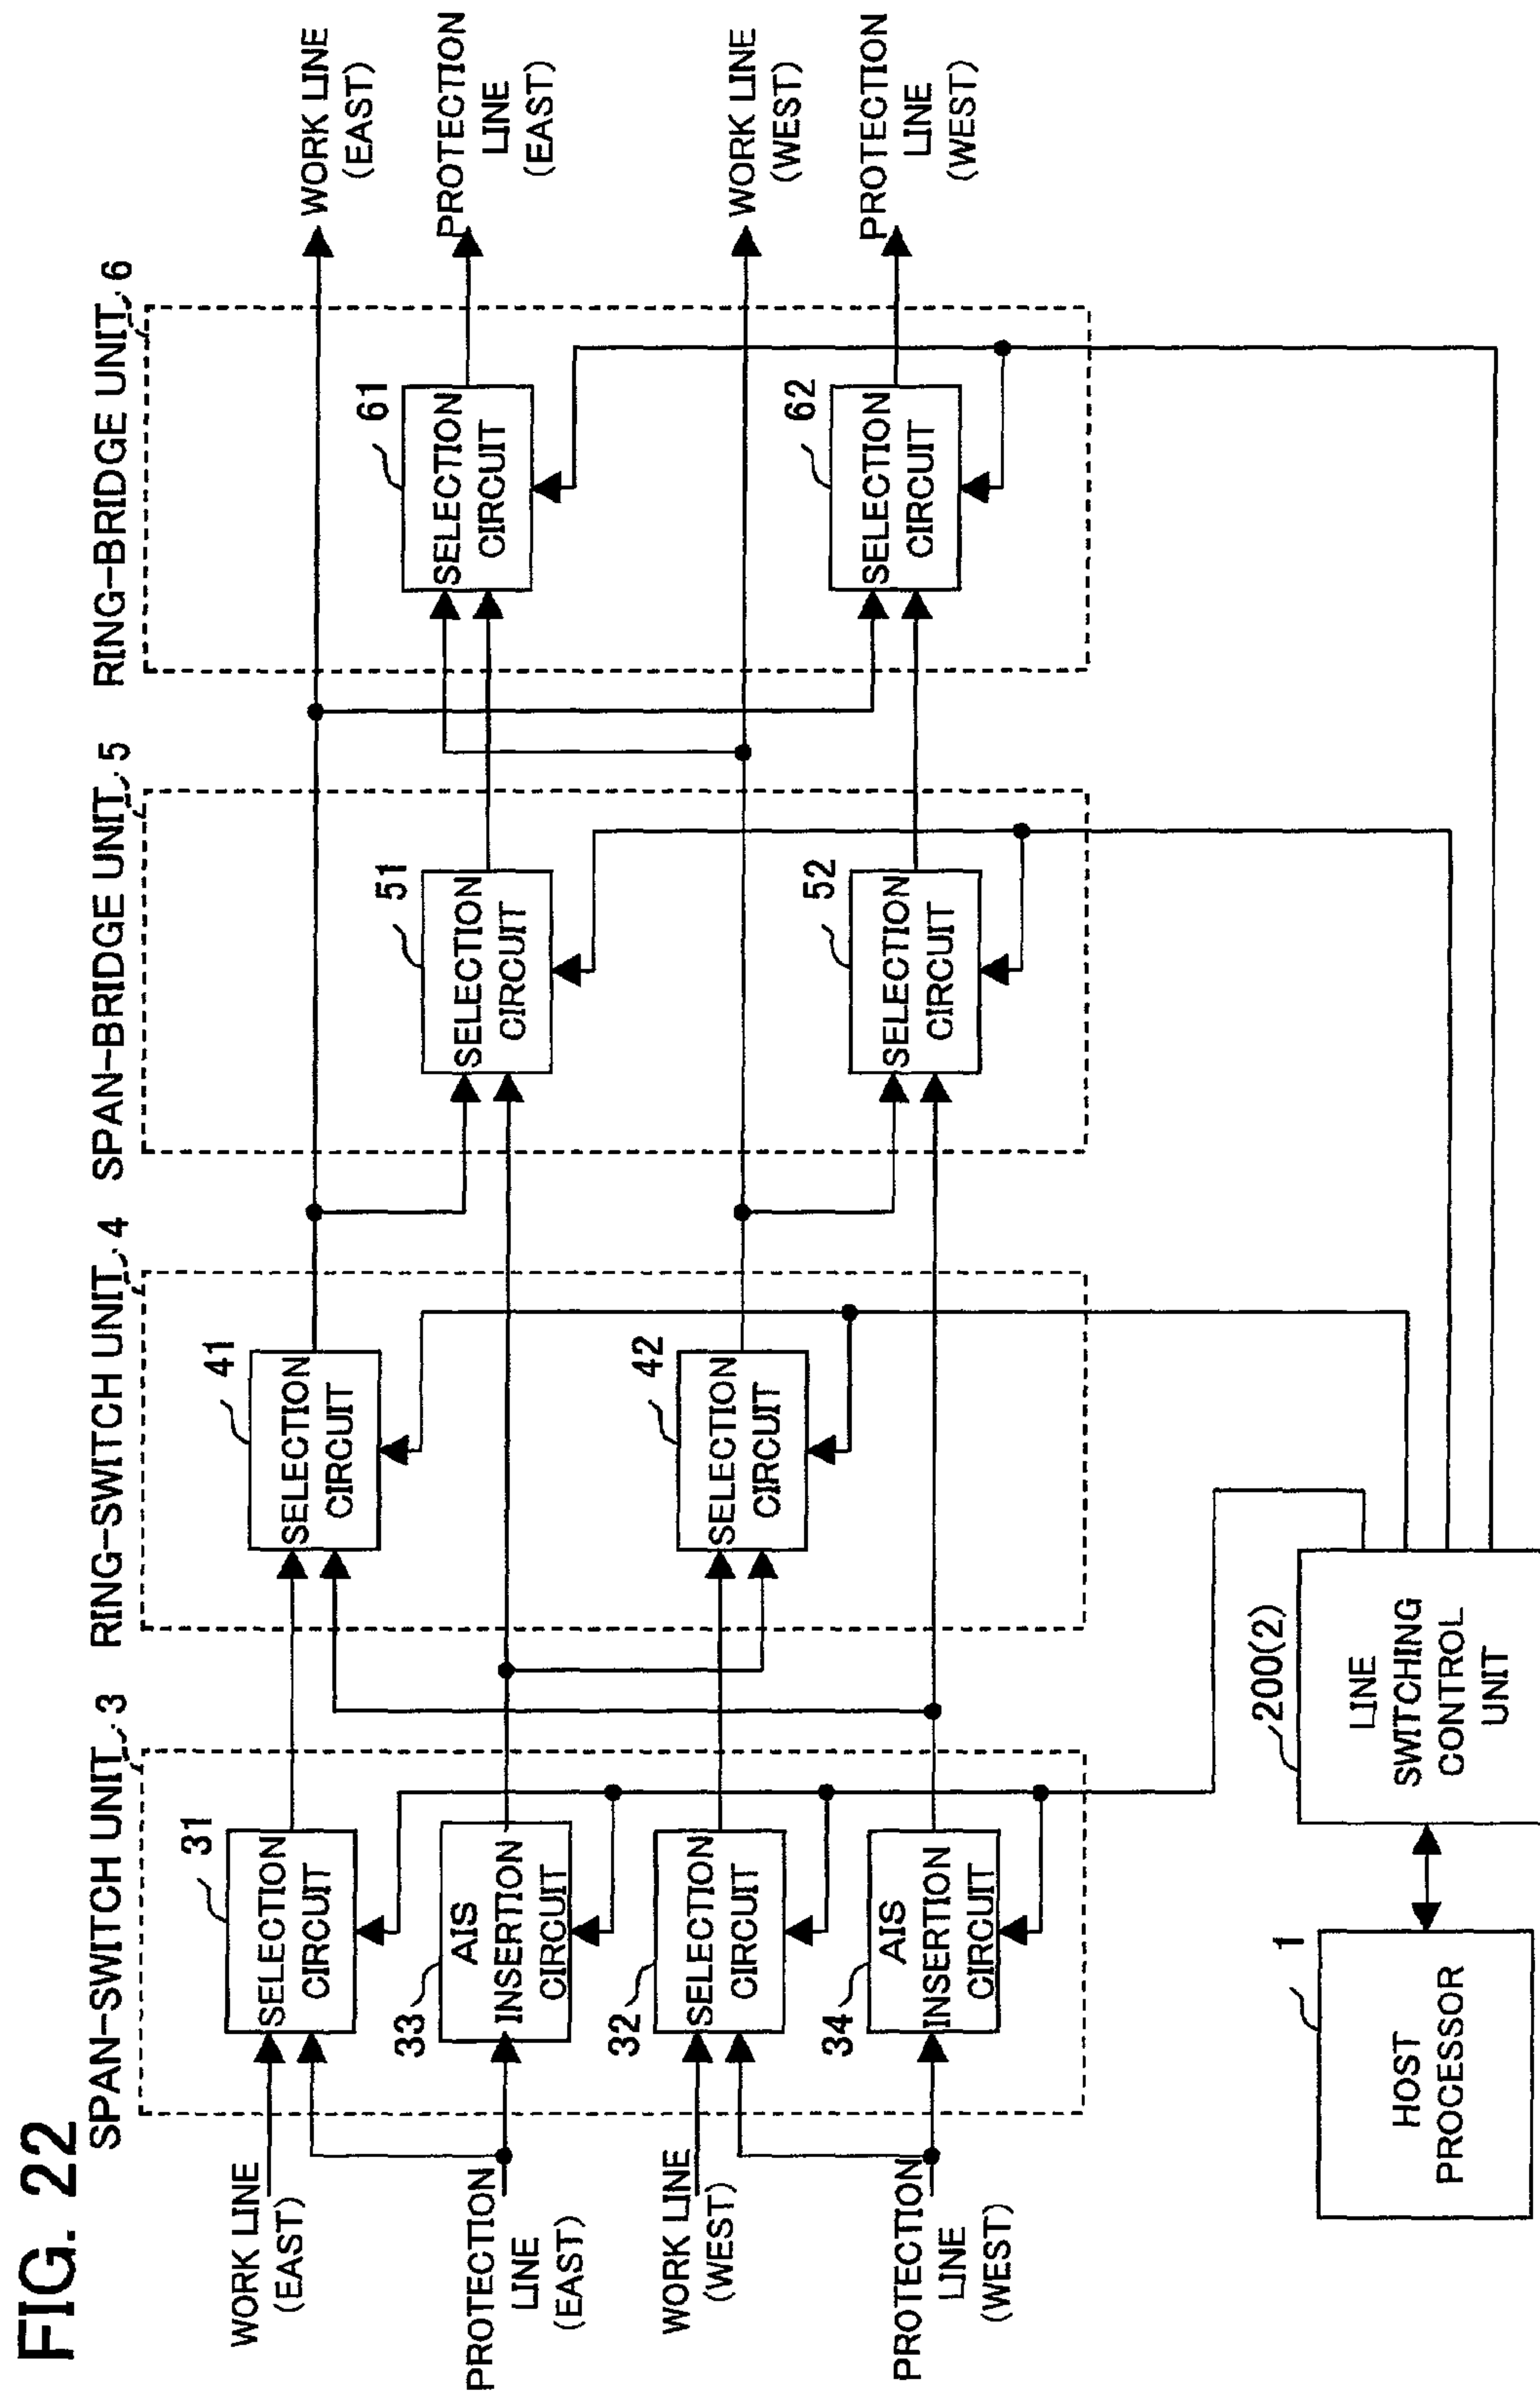 FIG. 22
SPAN-SWITCH UNIT 3
RING-SWITCH UNIT 4
SPAN-BRIDGE UNIT 5
RING-BRIDGE UNIT 6
WORK LINE
(EAST)
PROTECTION
LINE
(EAST)
WORK LINE
(WEST)
PROTECTION
LINE
(WEST)
31
SELECTION
CIRCUIT
33
AIS
INSERTION
CIRCUIT
32
SELECTION
CIRCUIT
34
AIS
INSERTION
CIRCUIT
41
SELECTION
CIRCUIT
42
SELECTION
CIRCUIT
51
SELECTION
CIRCUIT
52
SELECTION
CIRCUIT
61
SELECTION
CIRCUIT
62
SELECTION
CIRCUIT
WORK LINE
(EAST)
PROTECTION
LINE
(EAST)
WORK LINE
(WEST)
PROTECTION
LINE
(WEST)
1
HOST
PROCESSOR
200(2)
LINE
SWITCHING
CONTROL
UNIT